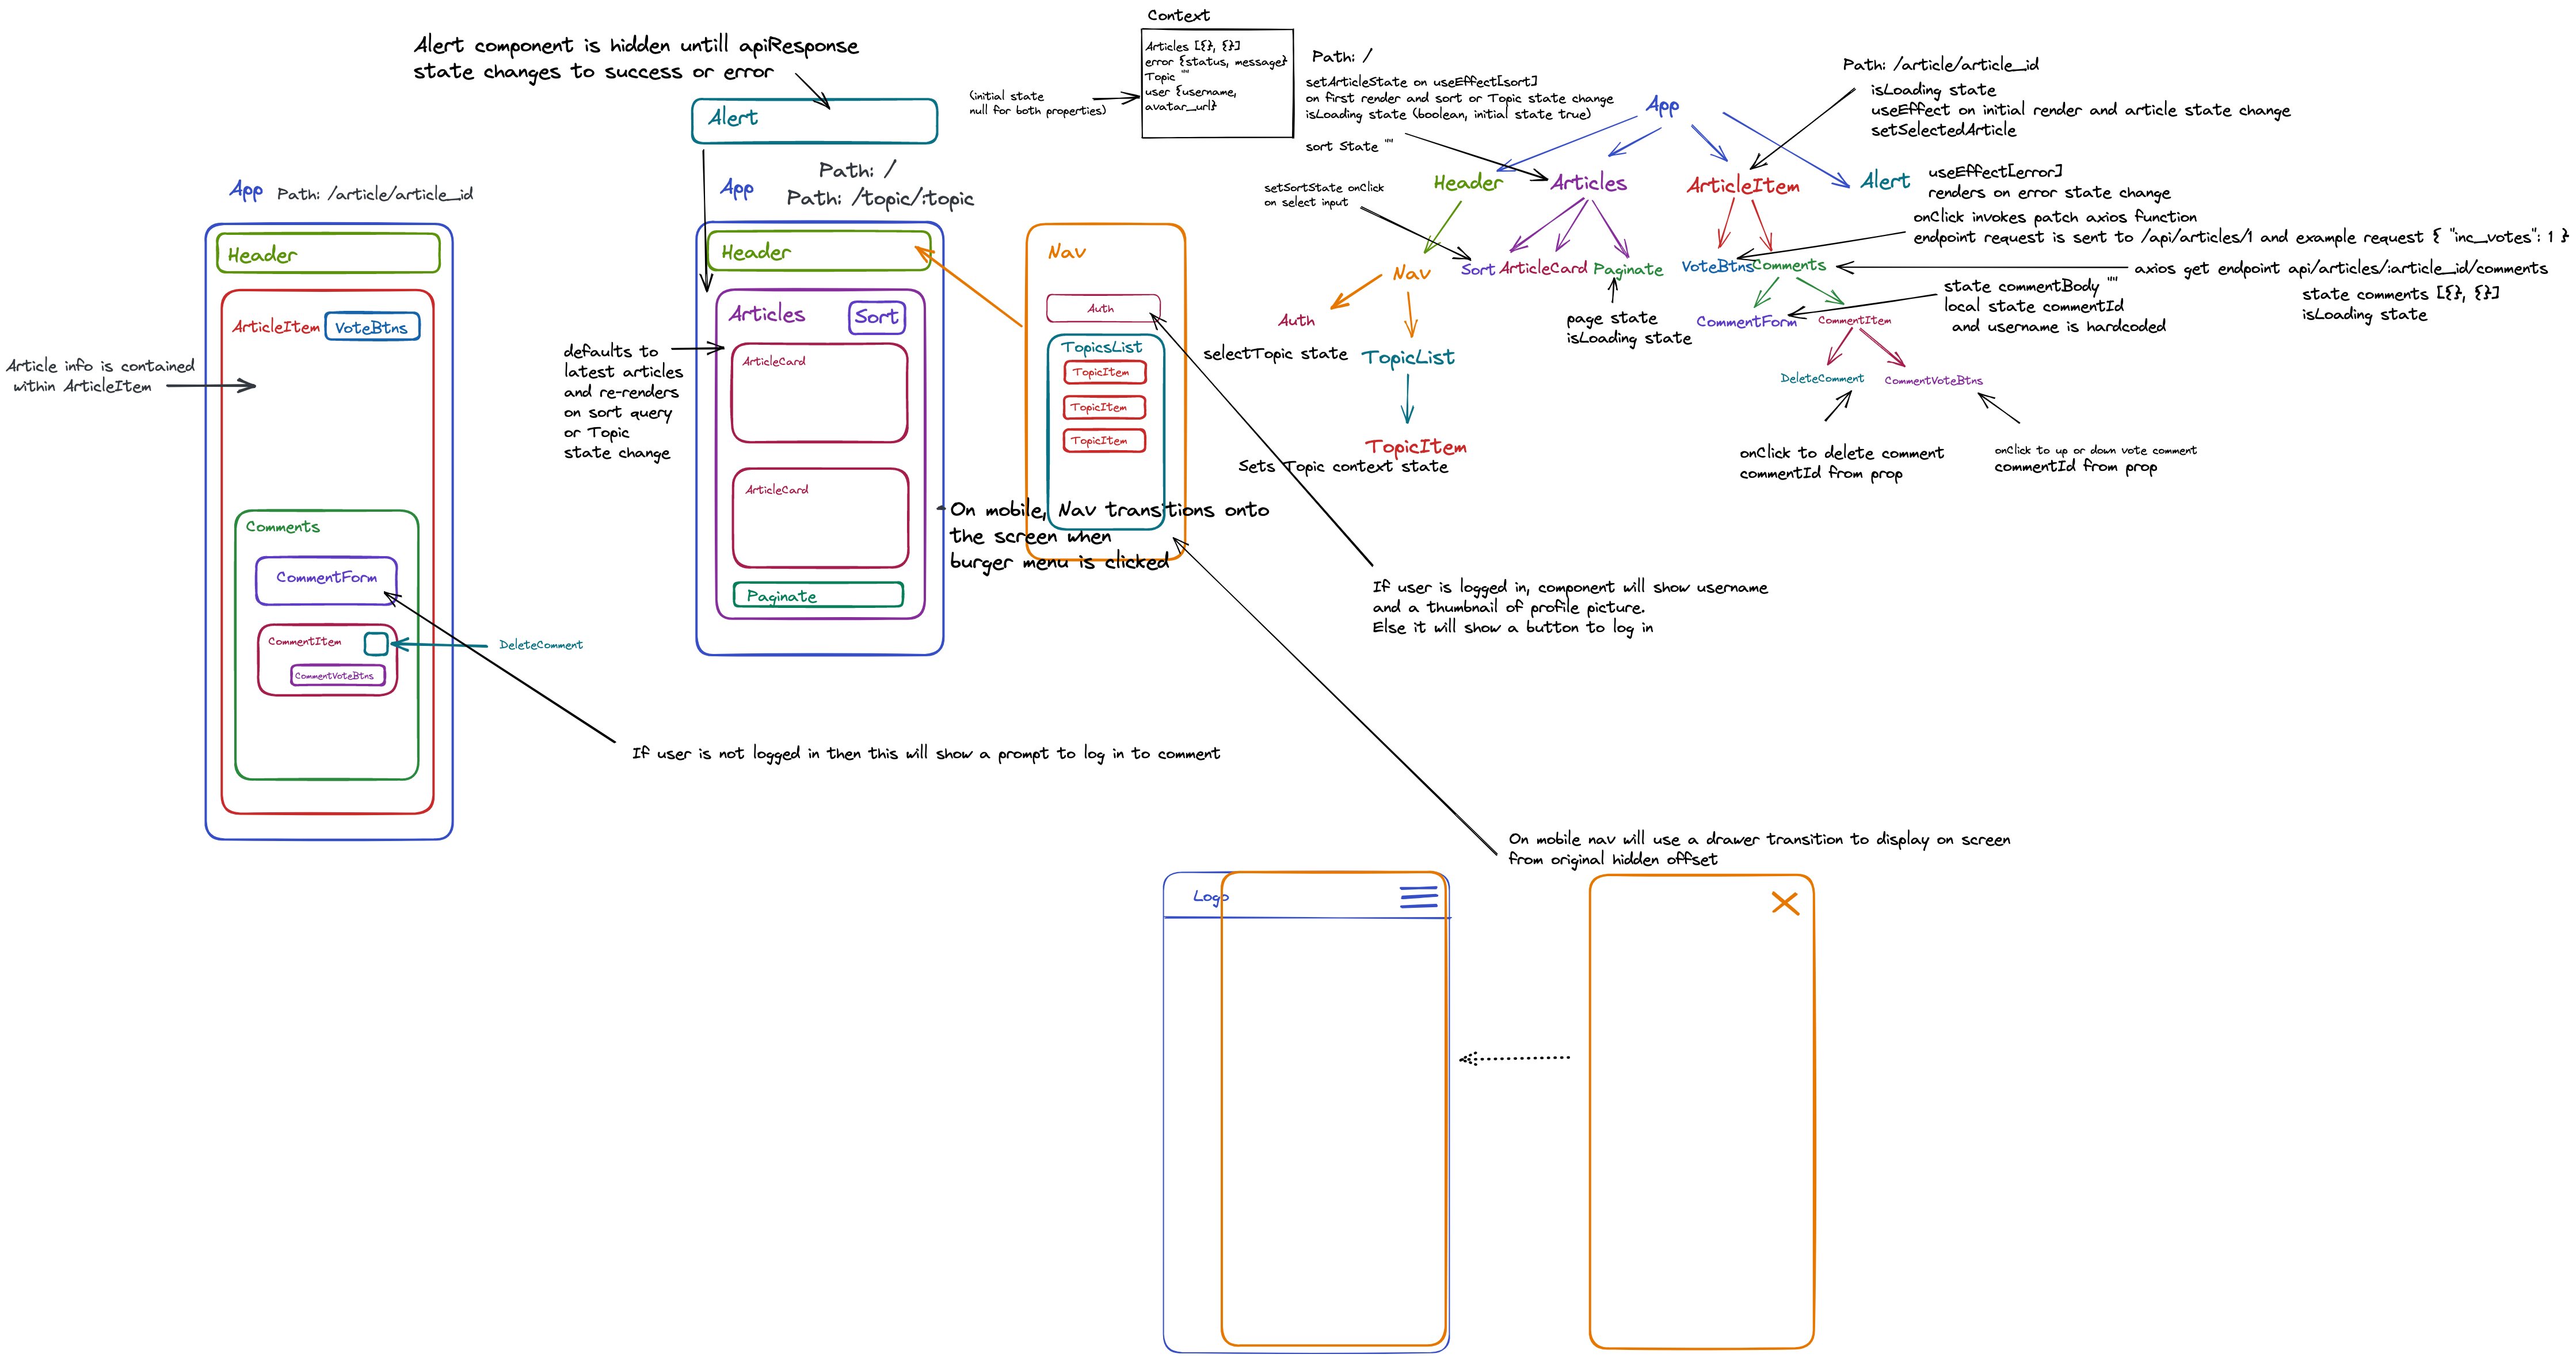 Alert component is hidden untill apiResponse
state changes to success or error
Alert
App
Path: /article/article_id
Header
ArticleItem
VoteBtns
Article info is contained
within ArticleItem
Comments
CommentForm
CommentItem
CommentVoteBtns
DeleteComment
If user is not logged in then this will show a prompt to log in to comment
App
Path: /
Path: /topic/:topic
Header
Articles
Sort
ArticleCard
ArticleCard
Paginate
defaults to
latest articles
and re-renders
on sort query
or Topic
state change
Nav
Auth
TopicsList
TopicItem
TopicItem
TopicItem
On mobile, Nav transitions onto
the screen when
burger menu is clicked
Context
Articles [{}, {}]
error {status, message}
Topic ""
user {username,
avatar_url}
(initial state
null for both properties)
Path: /
setArticleState on useEffect[sort]
on first render and sort or Topic state change
isLoading state (boolean, initial state true)
sort State ""
setSortState onClick
on select input
App
Header
Articles
ArticleItem
Alert
Path: /article/article_id
isLoading state
useEffect on initial render and article state change
setSelectedArticle
useEffect[error]
renders on error state change
onClick invokes patch axios function
endpoint request is sent to /api/articles/1 and example request { "inc_votes": 1 }
Nav
Sort
ArticleCard
Paginate
VoteBtns
Comments
axios get endpoint api/articles/:article_id/comments
state comments [{}, {}]
isLoading state
state commentBody ""
local state commentId
and username is hardcoded
page state
isLoading state
Auth
selectTopic state
TopicList
TopicItem
Sets Topic context state
CommentForm
CommentItem
DeleteComment
CommentVoteBtns
onClick to delete comment
commentId from prop
onClick to up or down vote comment
commentId from prop
If user is logged in, component will show username
and a thumbnail of profile picture.
Else it will show a button to log in
On mobile nav will use a drawer transition to display on screen
from original hidden offset
Logo